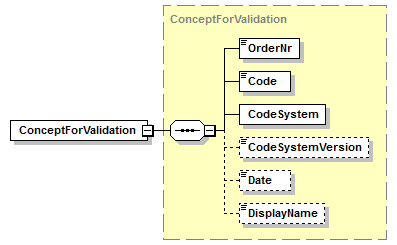 ConceptForValidation
OrderNr
Code
CodeSystem
ConceptForValidation
CodeSystemVersion
Date
DisplayName